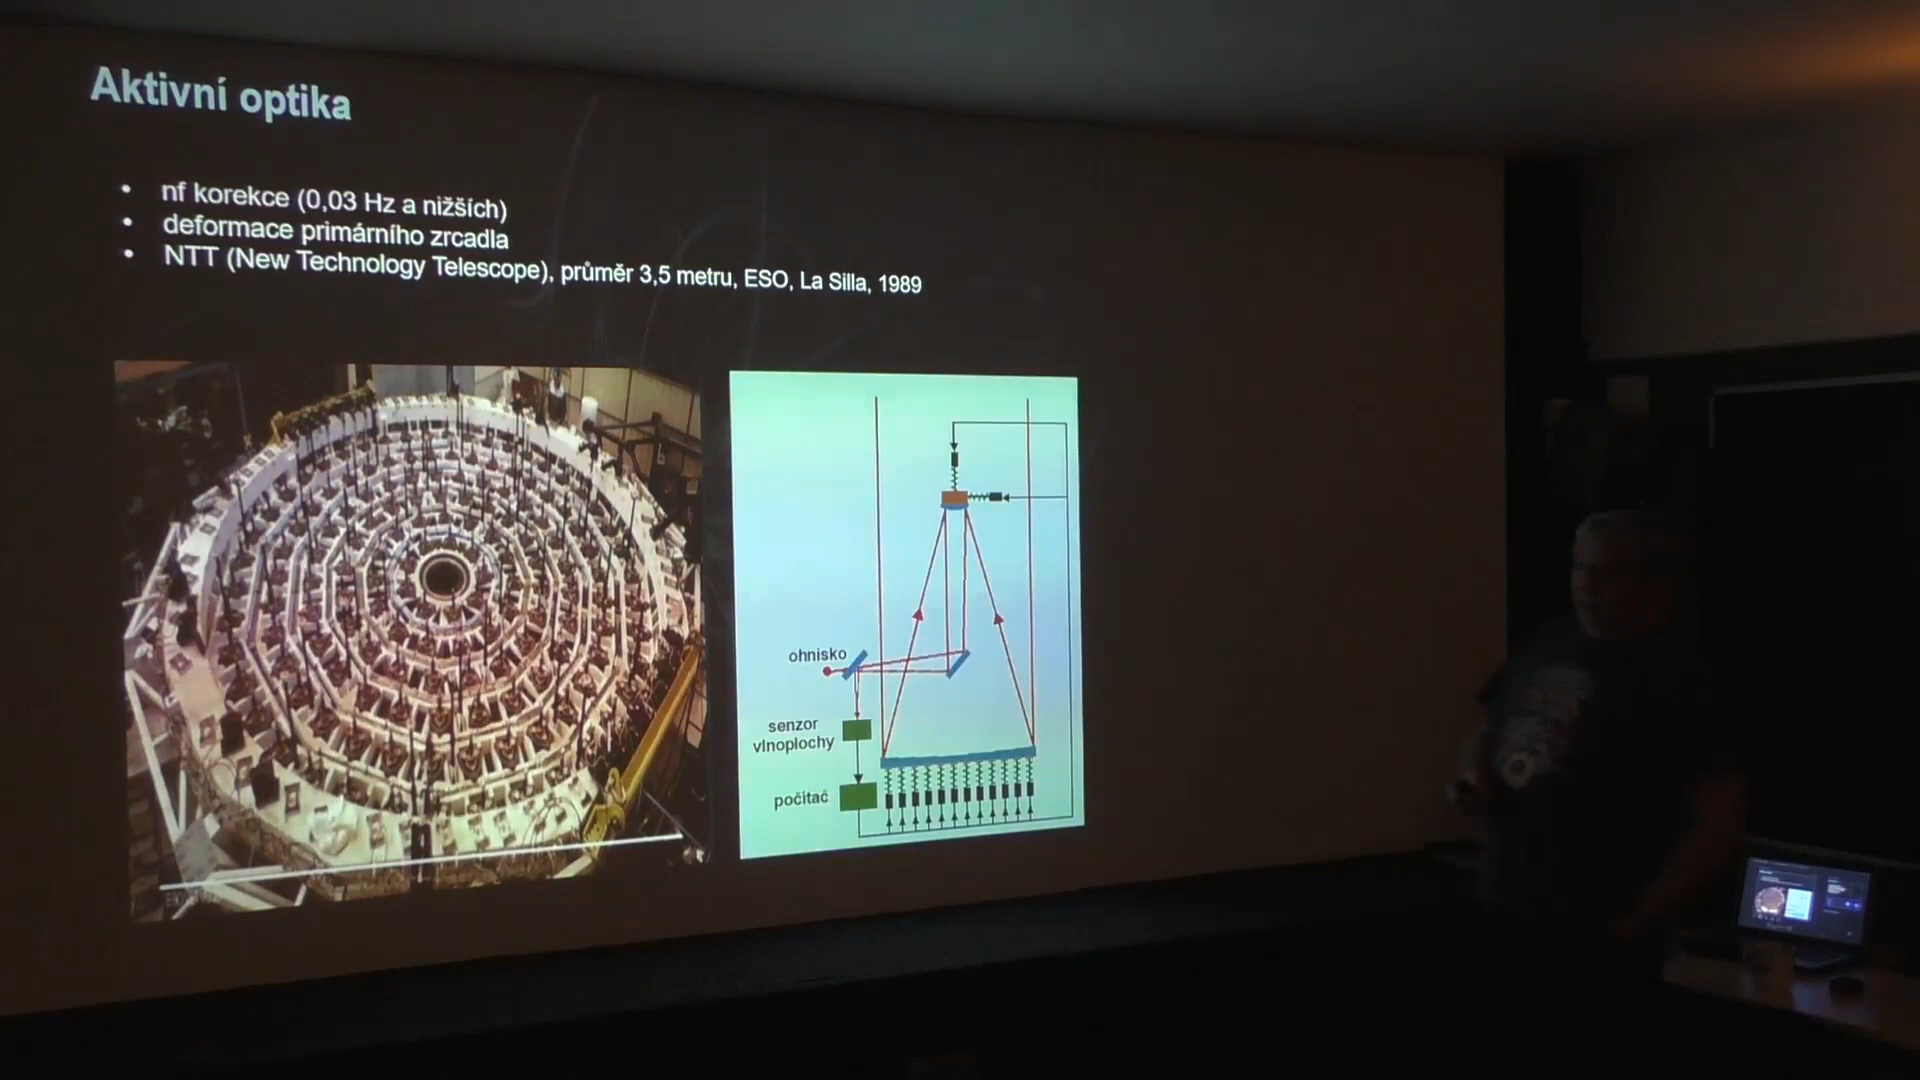 Aktivní optika
• nf korekce (0,03 Hz a nižších)
• deformace primárního zrcadla
• NTT (New Technology Telescope), průměr 3,5 metru, ESO, La Silla, 1989
ohnisko
senzor
vlnoplochy
počítač